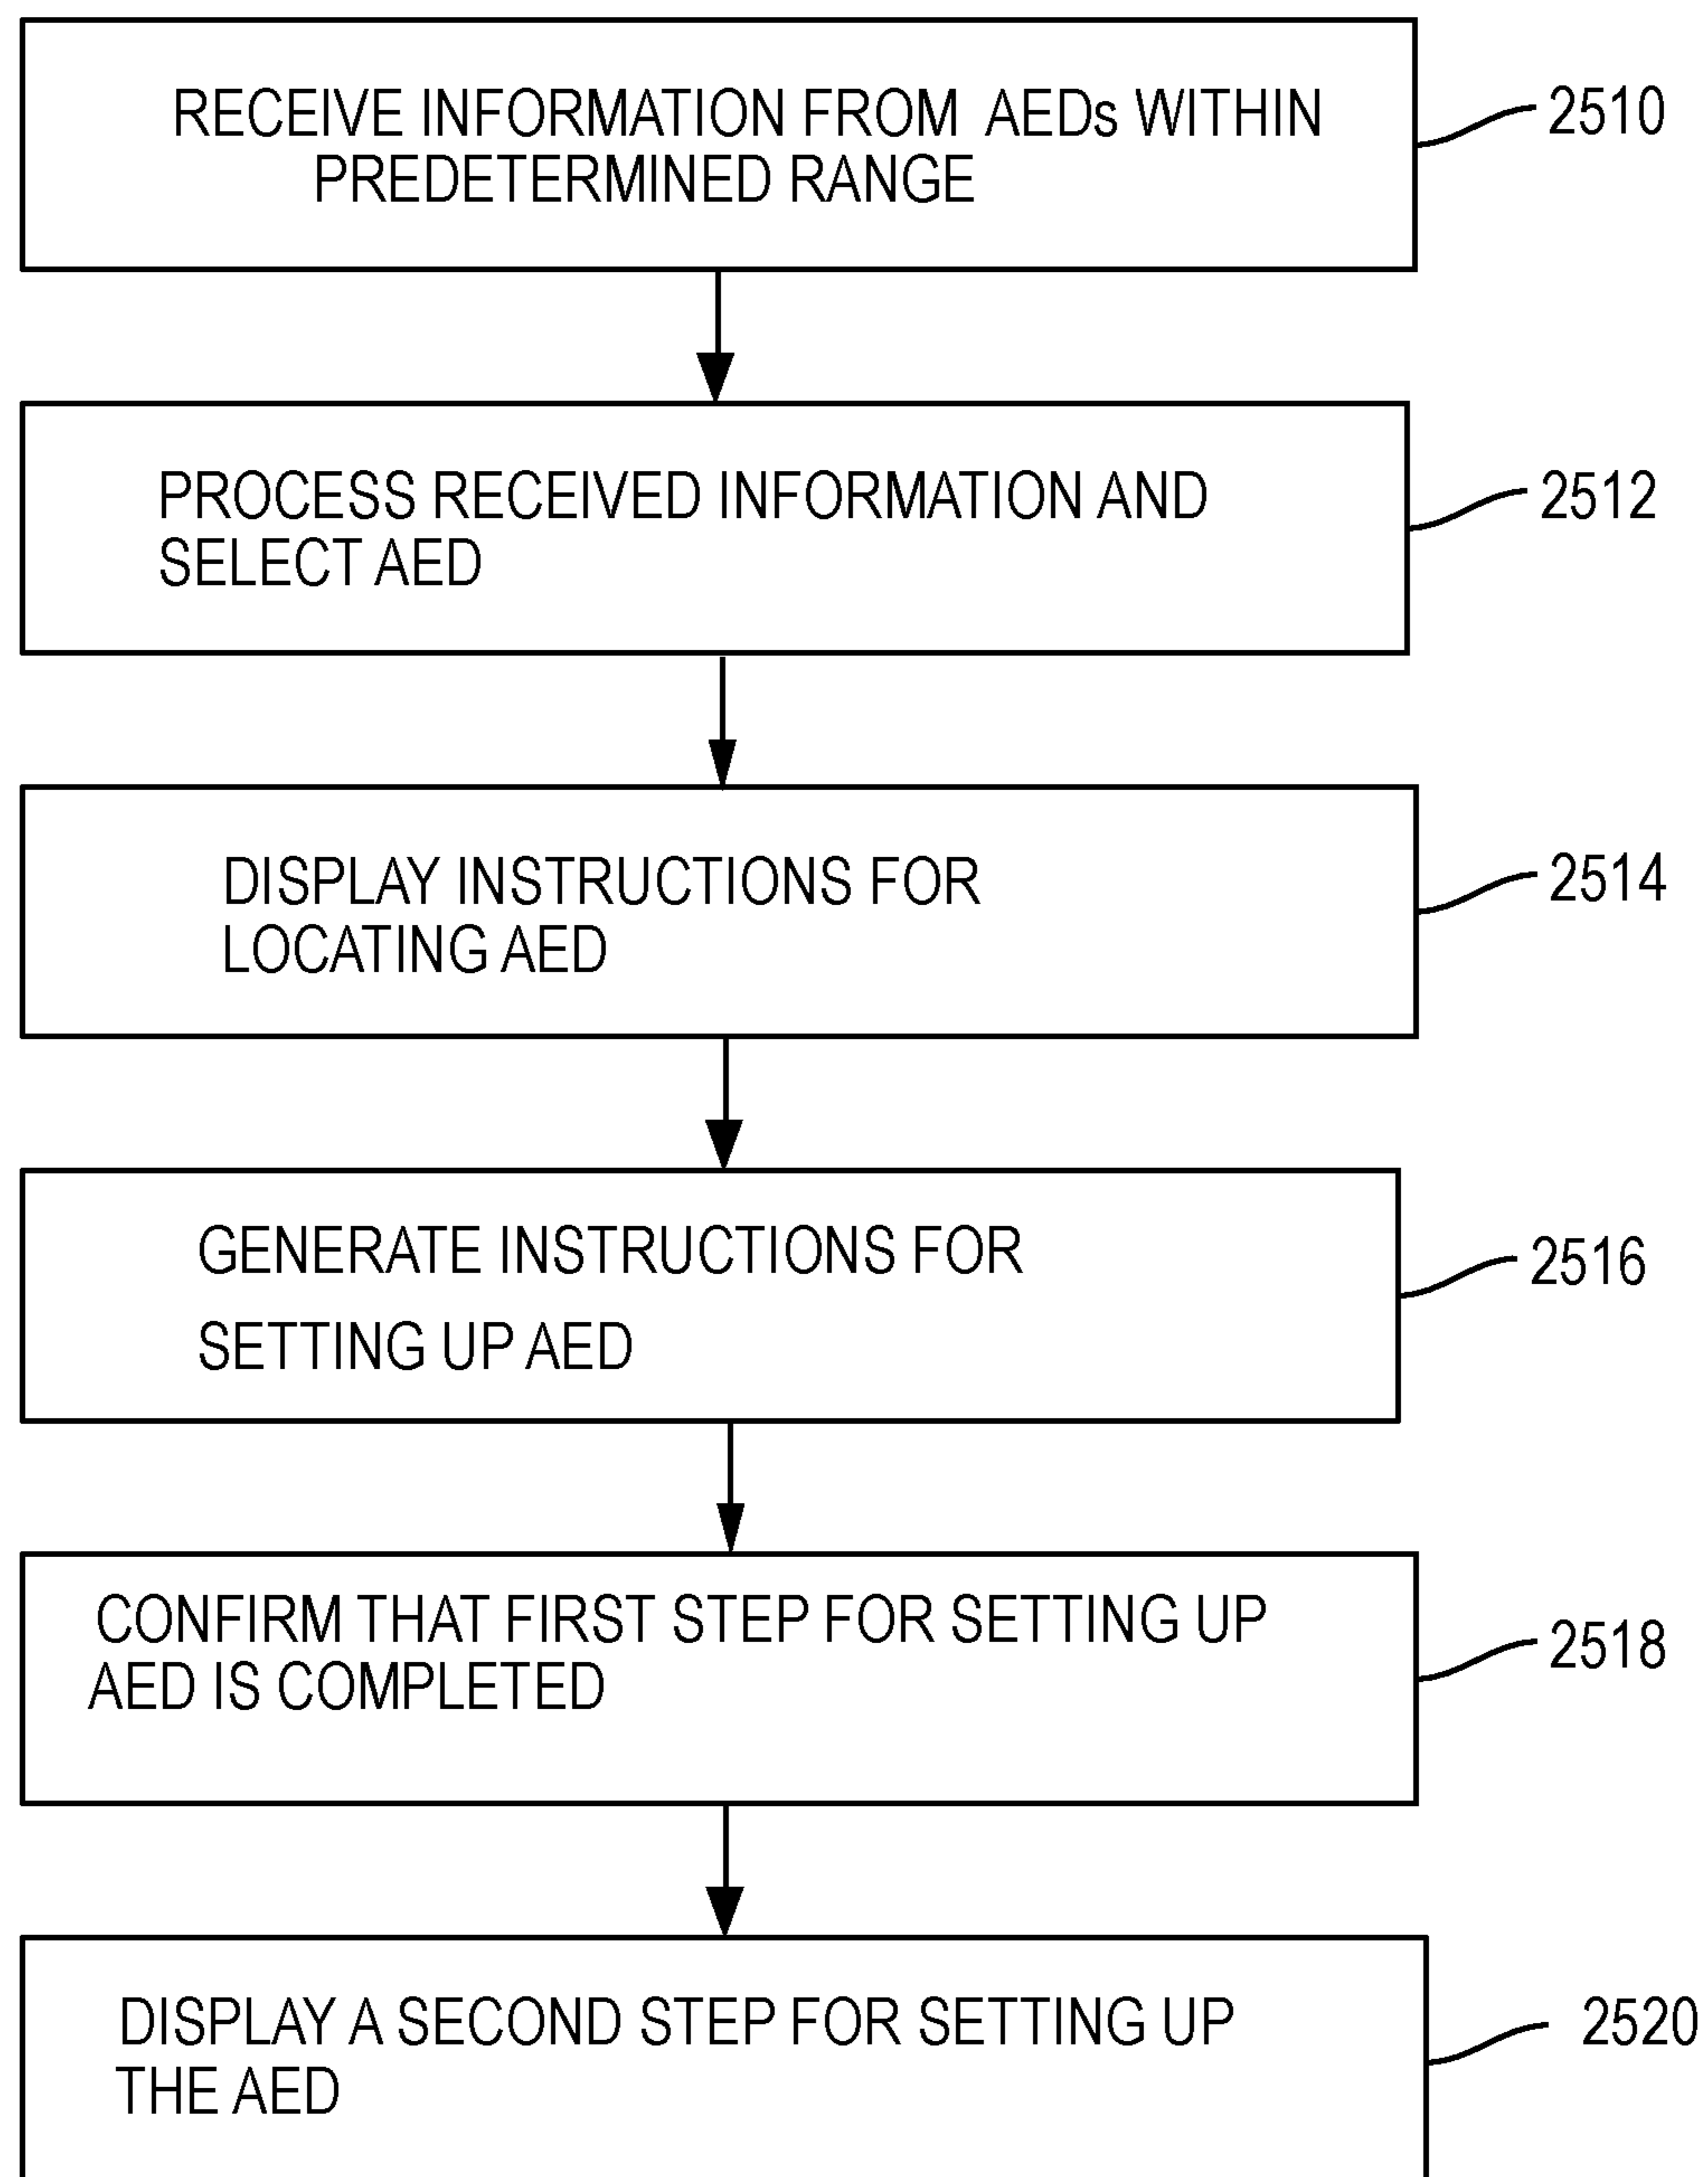 RECEIVE INFORMATION FROM AEDs WITHIN
PREDETERMINED RANGE
2510
PROCESS RECEIVED INFORMATION AND
SELECT AED
2512
DISPLAY INSTRUCTIONS FOR
LOCATING AED
2514
GENERATE INSTRUCTIONS FOR
SETTING UP AED
2516
CONFIRM THAT FIRST STEP FOR SETTING UP
AED IS COMPLETED
2518
DISPLAY A SECOND STEP FOR SETTING UP
THE AED
2520